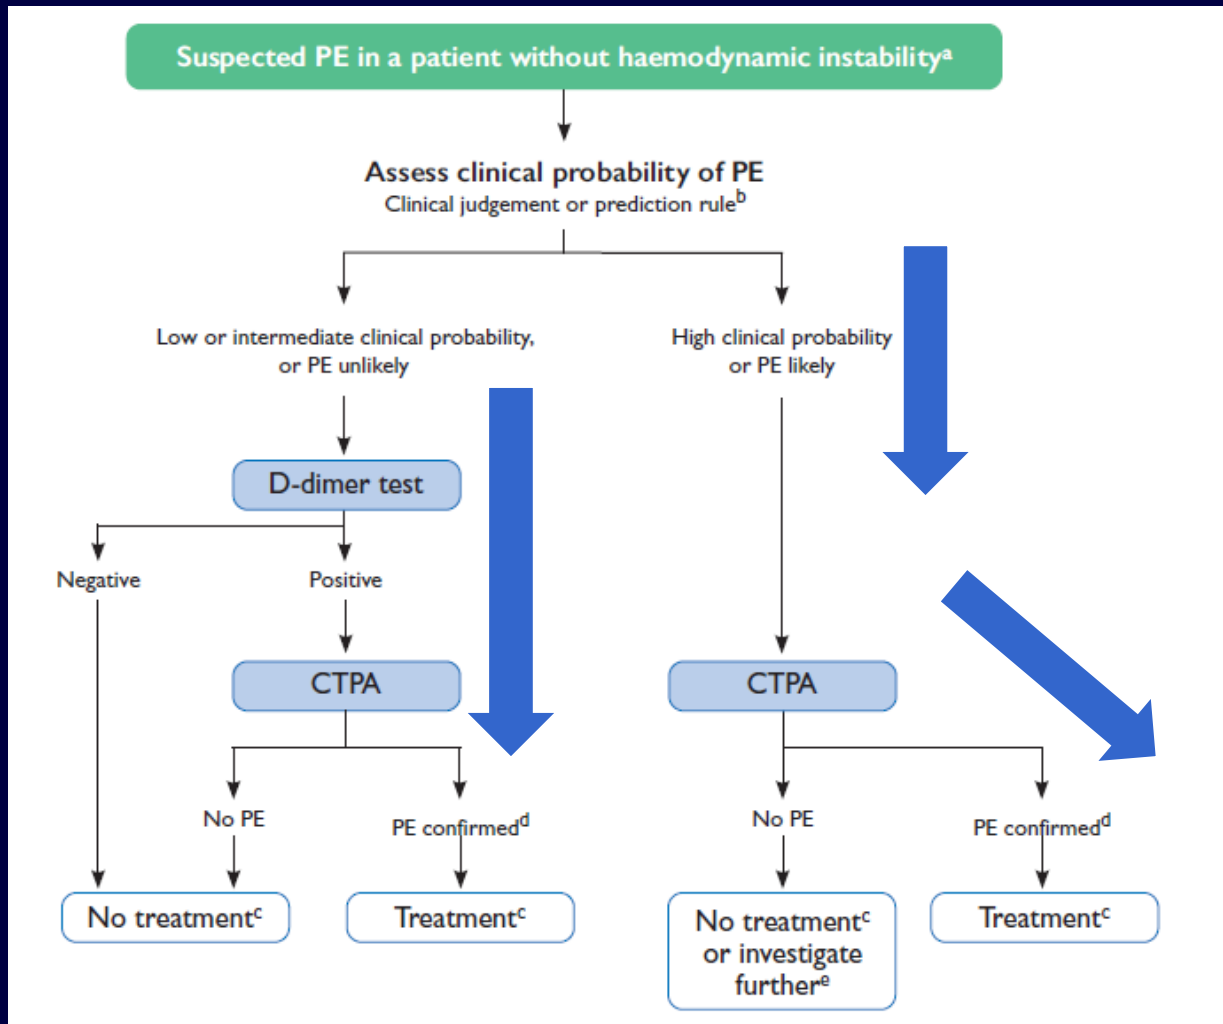 Suspected PE in a patient without haemodynamic instabilityᵃ
Assess clinical probability of PE
Clinical judgement or prediction ruleᵇ
Low or intermediate clinical probability,
or PE unlikely
High clinical probability
or PE likely
D-dimer test
Negative
Positive
CTPA
CTPA
No PE
PE confirmedᵈ
No PE
PE confirmedᵈ
No treatmentᶜ
Treatmentᶜ
No treatmentᶜ
or investigate
furtherᵉ
Treatmentᶜ